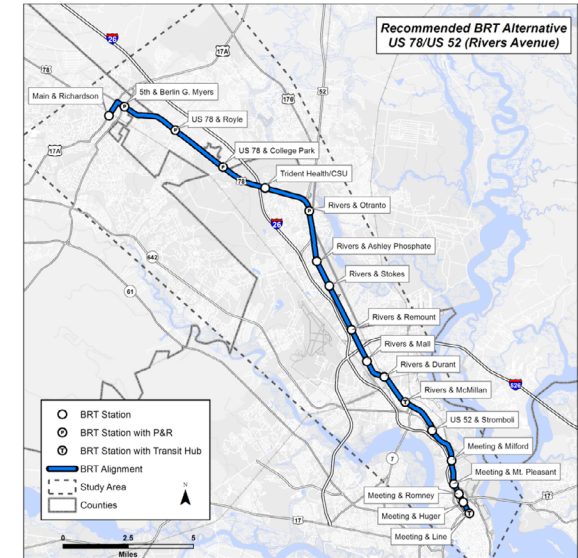 Recommended BRT Alternative
US 78/US 52 (Rivers Avenue)
26
17A
78
52
176
Main & Richardson
5th & Berlin G. Myers
US 78 & Royle
17A
US 78 & College Park
78
Trident Health/CSU
Rivers & Otranto
26
Rivers & Ashley Phosphate
642
Rivers & Stokes
61
Rivers & Remount
Rivers & Mall
Rivers & Durant
526
Rivers & McMillan
US 52 & Stromboli
Meeting & Milford
7
Meeting & Mt. Pleasant
Meeting & Romney
17
Meeting & Huger
17
Meeting & Line
BRT Station
P BRT Station with P&R
T BRT Station with Transit Hub
BRT Alignment
Study Area
Counties
N
0 2.5 5
Miles